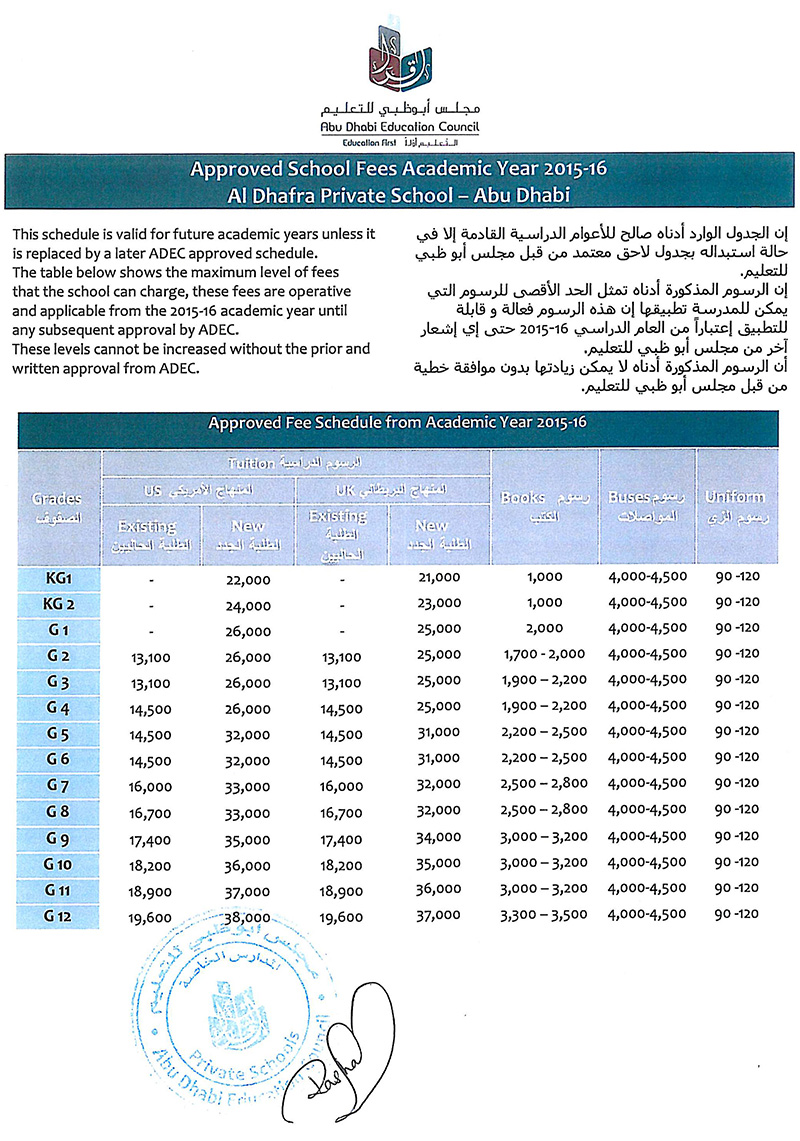 اقرأ
مجلس أبوظبي للتعليم
Abu Dhabi Education Council
Education First التعليم أولاً
Approved School Fees Academic Year 2015-16
Al Dhafra Private School – Abu Dhabi
This schedule is valid for future academic years unless it
is replaced by a later ADEC approved schedule.
The table below shows the maximum level of fees
that the school can charge, these fees are operative
and applicable from the 2015-16 academic year until
any subsequent approval by ADEC.
These levels cannot be increased without the prior and
written approval from ADEC.
إن الجدول الوارد أدناه صالح للأعوام الدراسية القادمة إلا في
حالة استبداله بجدول لاحق معتمد من قبل مجلس أبو ظبي
للتعليم.
إن الرسوم المذكورة أدناه تمثل الحد الأقصى للرسوم التي
يمكن للمدرسة تطبيقها إن هذه الرسوم فعالة و قابلة
للتطبيق إعتباراً من العام الدراسي 16-2015 حتى إي إشعار
آخر من مجلس أبو ظبي للتعليم.
أن الرسوم المذكورة أدناه لا يمكن زيادتها بدون موافقة خطية
من قبل مجلس أبو ظبي للتعليم.
Approved Fee Schedule from Academic Year 2015-16
Tuition الرسوم الدراسية
Grades
الصفوف
US المنهاج الأمريكي
UK المنهاج البريطاني
Existing
الطلبة الحاليين
New
الطلبة الجدد
Existing
الطلبة
الحاليين
New
الطلبة الجدد
Books رسوم
الكتب
Buses رسوم
المواصلات
Uniform
رسوم الزي
KG1 - 22,000 - 21,000 1,000 4,000-4,500 90 -120
KG 2 - 24,000 - 23,000 1,000 4,000-4,500 90 -120
G 1 - 26,000 - 25,000 2,000 4,000-4,500 90 -120
G 2 13,100 26,000 13,100 25,000 1,700 - 2,000 4,000-4,500 90 -120
G 3 13,100 26,000 13,100 25,000 1,900 – 2,200 4,000-4,500 90 -120
G 4 14,500 26,000 14,500 25,000 1,900 – 2,200 4,000-4,500 90 -120
G 5 14,500 32,000 14,500 31,000 2,200 – 2,500 4,000-4,500 90 -120
G 6 14,500 32,000 14,500 31,000 2,200 – 2,500 4,000-4,500 90 -120
G 7 16,000 33,000 16,000 32,000 2,500 – 2,800 4,000-4,500 90 -120
G 8 16,700 33,000 16,700 32,000 2,500 – 2,800 4,000-4,500 90 -120
G 9 17,400 35,000 17,400 34,000 3,000 – 3,200 4,000-4,500 90 -120
G 10 18,200 36,000 18,200 35,000 3,000 – 3,200 4,000-4,500 90 -120
G 11 18,900 37,000 18,900 36,000 3,000 – 3,200 4,000-4,500 90 -120
G 12 19,600 38,000 19,600 37,000 3,300 – 3,500 4,000-4,500 90 -120
مجلس أبوظبي للتعليم
المدارس الخاصة
Private Schools
Abu Dhabi Education Council
Rasha